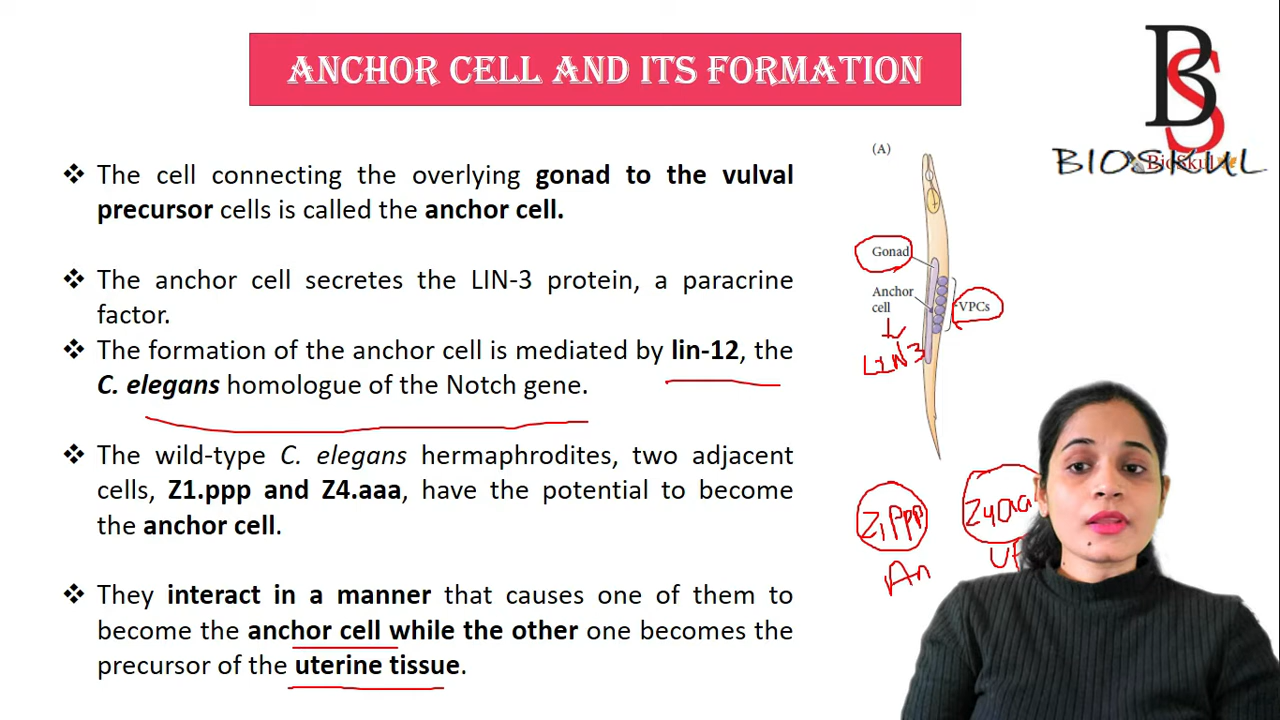 ANCHOR CELL AND ITS FORMATION
BS
BIOSKUL
BioSkul
❖ The cell connecting the overlying gonad to the vulval
precursor cells is called the anchor cell.
❖ The anchor cell secretes the LIN-3 protein, a paracrine
factor.
❖ The formation of the anchor cell is mediated by lin-12, the
C. elegans homologue of the Notch gene.
❖ The wild-type C. elegans hermaphrodites, two adjacent
cells, Z1.ppp and Z4.aaa, have the potential to become
the anchor cell.
❖ They interact in a manner that causes one of them to
become the anchor cell while the other one becomes the
precursor of the uterine tissue.
(A)
Gonad
Anchor
cell
VPCs
LIN3
Z1PPP
Z4aa
An